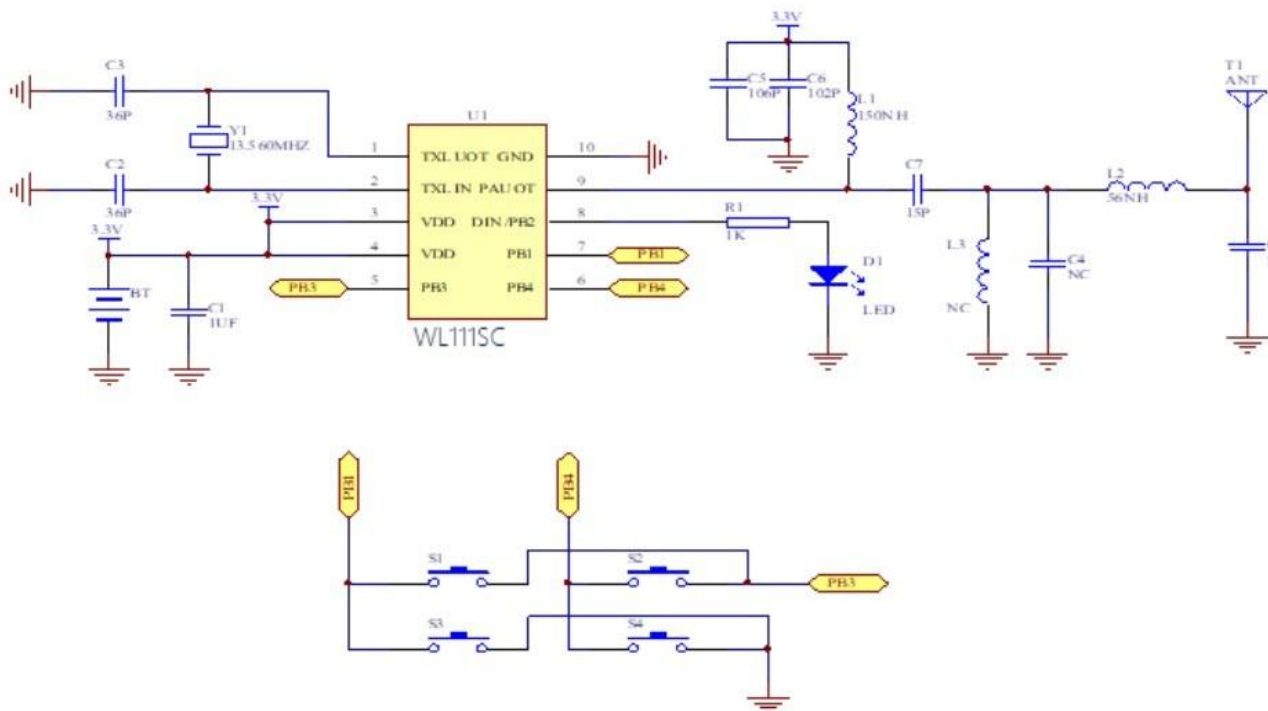 3.3V
C3
36P
Y1
13.560MHZ
C2
36P
3.3V
3.3V
BT
C1
1UF
PB3
U1
1 TXLUOT GND 10
2 TXLIN PAUOT 9
3 VDD DIN/PB2 8
4 VDD PB1 7
5 PB3 PB4 6
WL111SC
PB1
PB4
R1
1K
D1
LED
C5
106P
C6
102P
L1
150NH
C7
15P
L3
NC
C4
NC
L2
56NH
T1
ANT
PB1
PB4
S1
S2
PB3
S3
S4